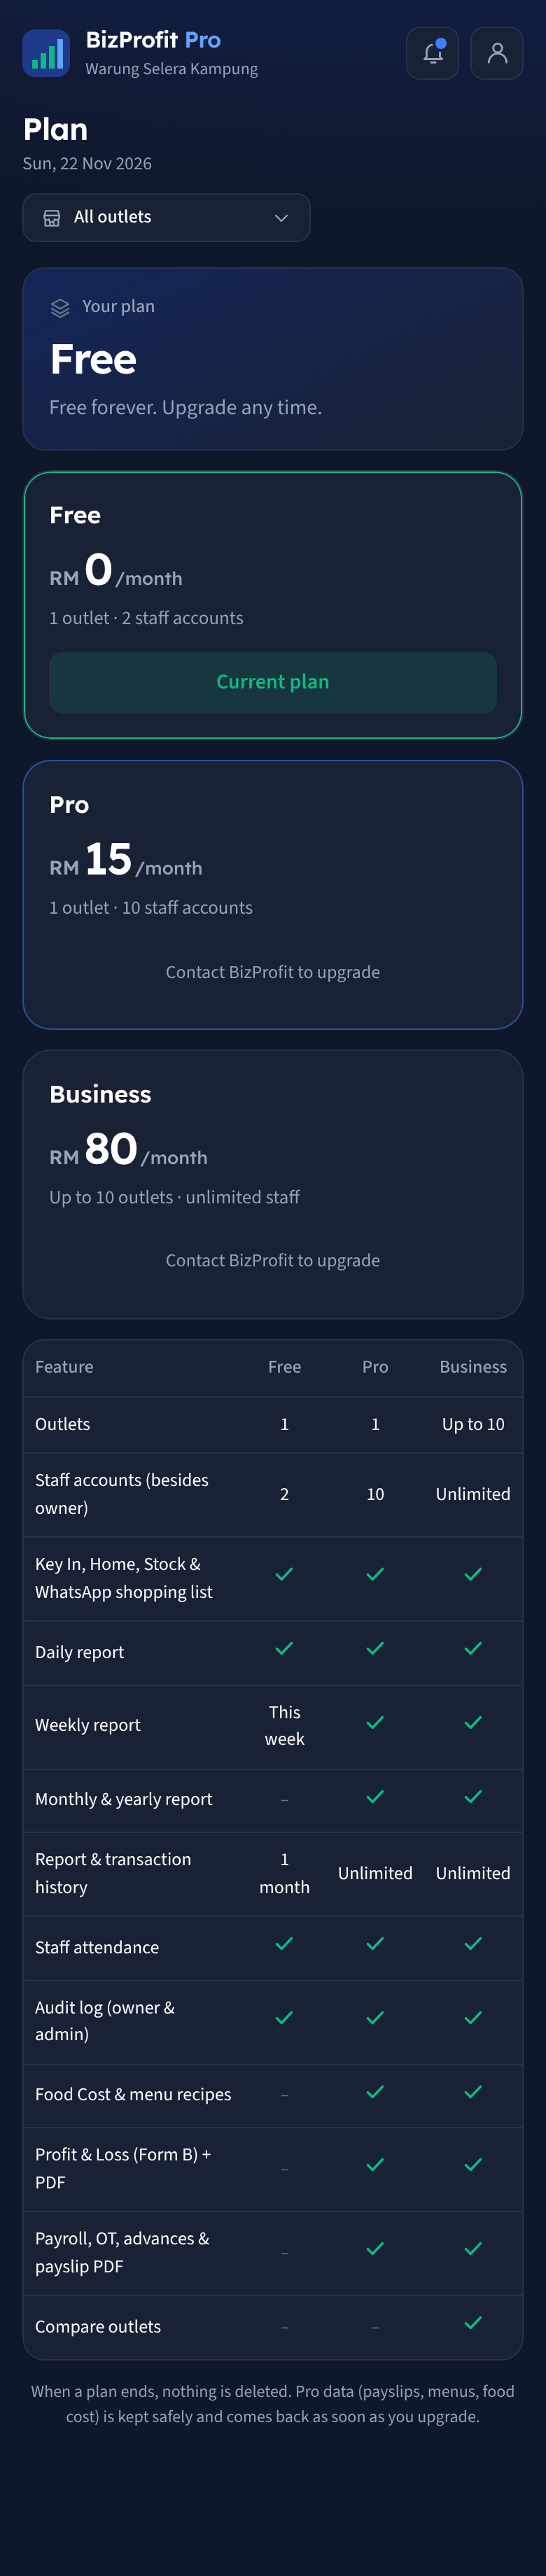 BizProfit Pro
Warung Selera Kampung
Plan
Sun, 22 Nov 2026
All outlets
Your plan
Free
Free forever. Upgrade any time.
Free
RM 0 /month
1 outlet · 2 staff accounts
Current plan
Pro
RM 15 /month
1 outlet · 10 staff accounts
Contact BizProfit to upgrade
Business
RM 80 /month
Up to 10 outlets · unlimited staff
Contact BizProfit to upgrade
Feature Free Pro Business
Outlets 1 1 Up to 10
Staff accounts (besides
owner) 2 10 Unlimited
Key In, Home, Stock &
WhatsApp shopping list
Daily report
Weekly report This
week
Monthly & yearly report –
Report & transaction
history 1
month Unlimited Unlimited
Staff attendance
Audit log (owner &
admin)
Food Cost & menu recipes –
Profit & Loss (Form B) +
PDF –
Payroll, OT, advances &
payslip PDF –
Compare outlets – –
When a plan ends, nothing is deleted. Pro data (payslips, menus, food
cost) is kept safely and comes back as soon as you upgrade.